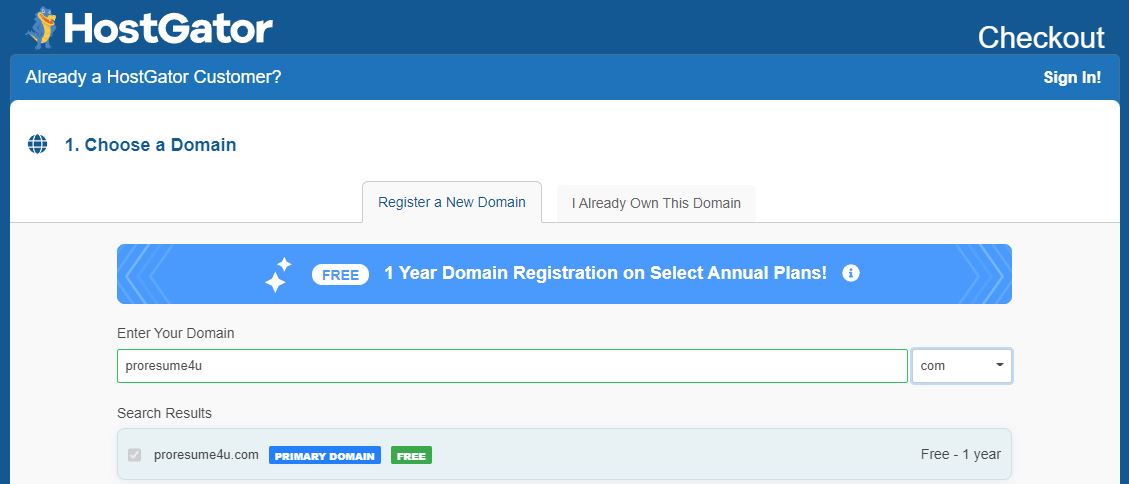 HostGator
Checkout
Already a HostGator Customer?
Sign In!
1. Choose a Domain
Register a New Domain
I Already Own This Domain
FREE 1 Year Domain Registration on Select Annual Plans! i
Enter Your Domain
proresume4u
com
Search Results
proresume4u.com PRIMARY DOMAIN FREE Free - 1 year